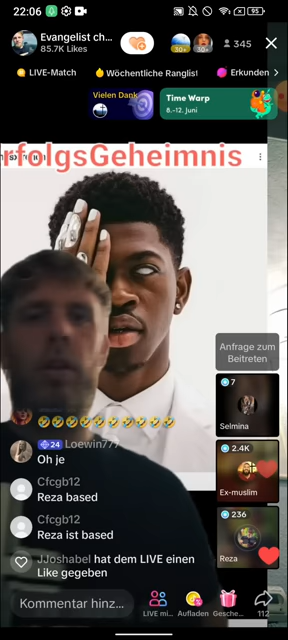 22:06
95
Evangelist ch...
85.7K Likes
30+
30+
345
LIVE-Match
Wöchentliche Ranglist
Erkunden
Vielen Dank
Time Warp
8.-12. Juni
rfolgsGeheimnis
Anfrage zum
Beitreten
7
Selmina
24 Loewin777
Oh je
2.4K
Ex-muslim
Cfcgb12
Reza based
Cfcgb12
Reza ist based
236
Reza
JJoshabel hat dem LIVE einen
Like gegeben
Kommentar hinz...
LIVE mi...
Aufladen
Gesche...
112